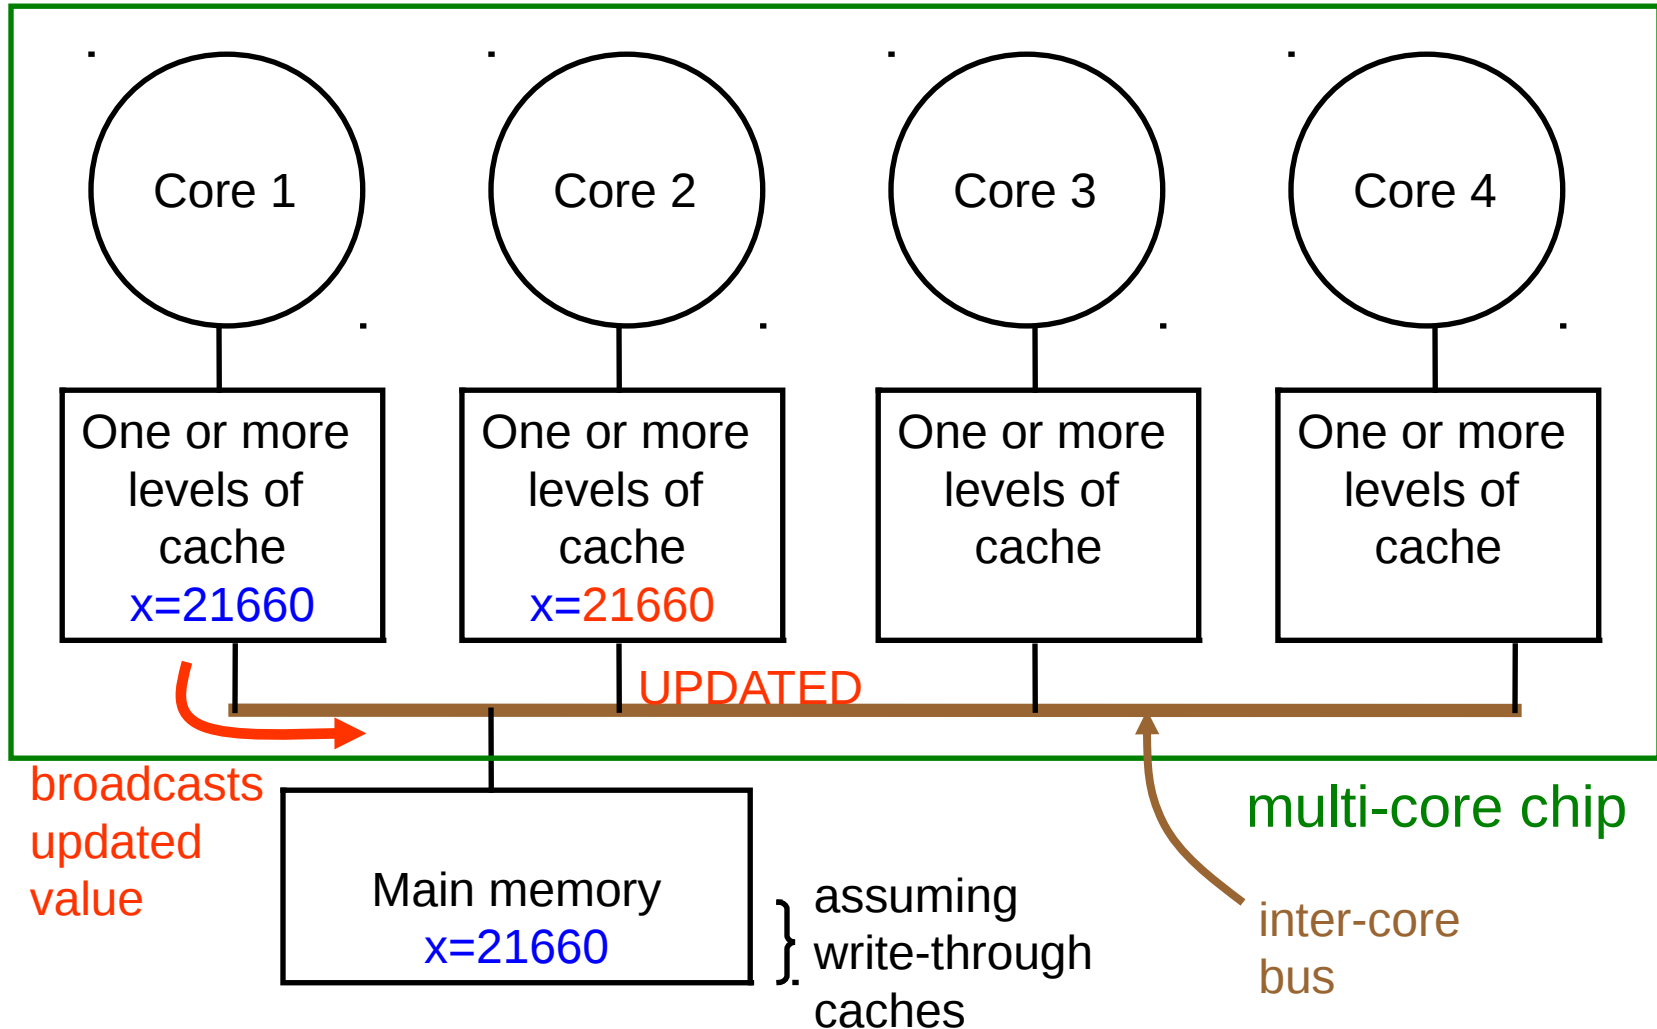 Core 1
Core 2
Core 3
Core 4
One or more
levels of
cache
x=21660
One or more
levels of
cache
x=21660
One or more
levels of
cache
One or more
levels of
cache
UPDATED
broadcasts
updated
value
Main memory
x=21660
assuming
write-through
caches
multi-core chip
inter-core
bus